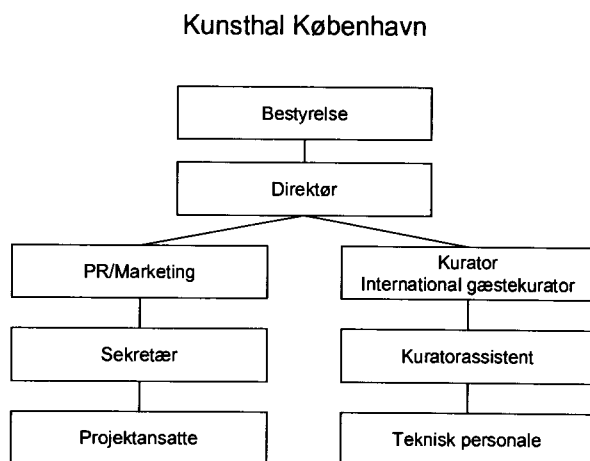 Kunsthal København
Bestyrelse
Direktør
PR/Marketing
Kurator
International gæstekurator
Sekretær
Kuratorassistent
Projektansatte
Teknisk personale